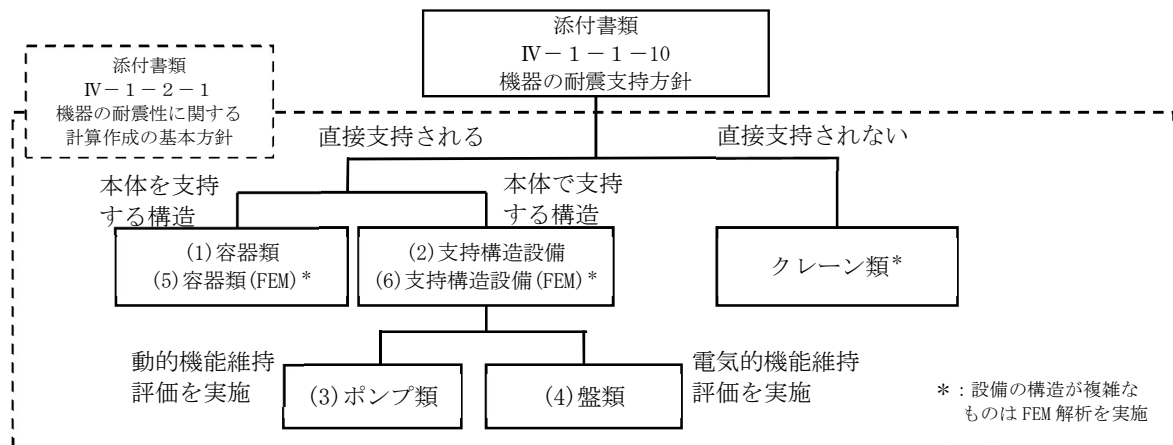 添付書類
Ⅳ－１－１－10
機器の耐震支持方針
添付書類
Ⅳ－１－２－１
機器の耐震性に関する
計算作成の基本方針
直接支持される
直接支持されない
本体を支持
する構造
本体で支持
する構造
(1)容器類
(5)容器類(FEM)*
(2)支持構造設備
(6)支持構造設備(FEM)*
クレーン類*
動的機能維持
評価を実施
(3)ポンプ類
(4)盤類
電気的機能維持
評価を実施
*：設備の構造が複雑な
ものは FEM 解析を実施